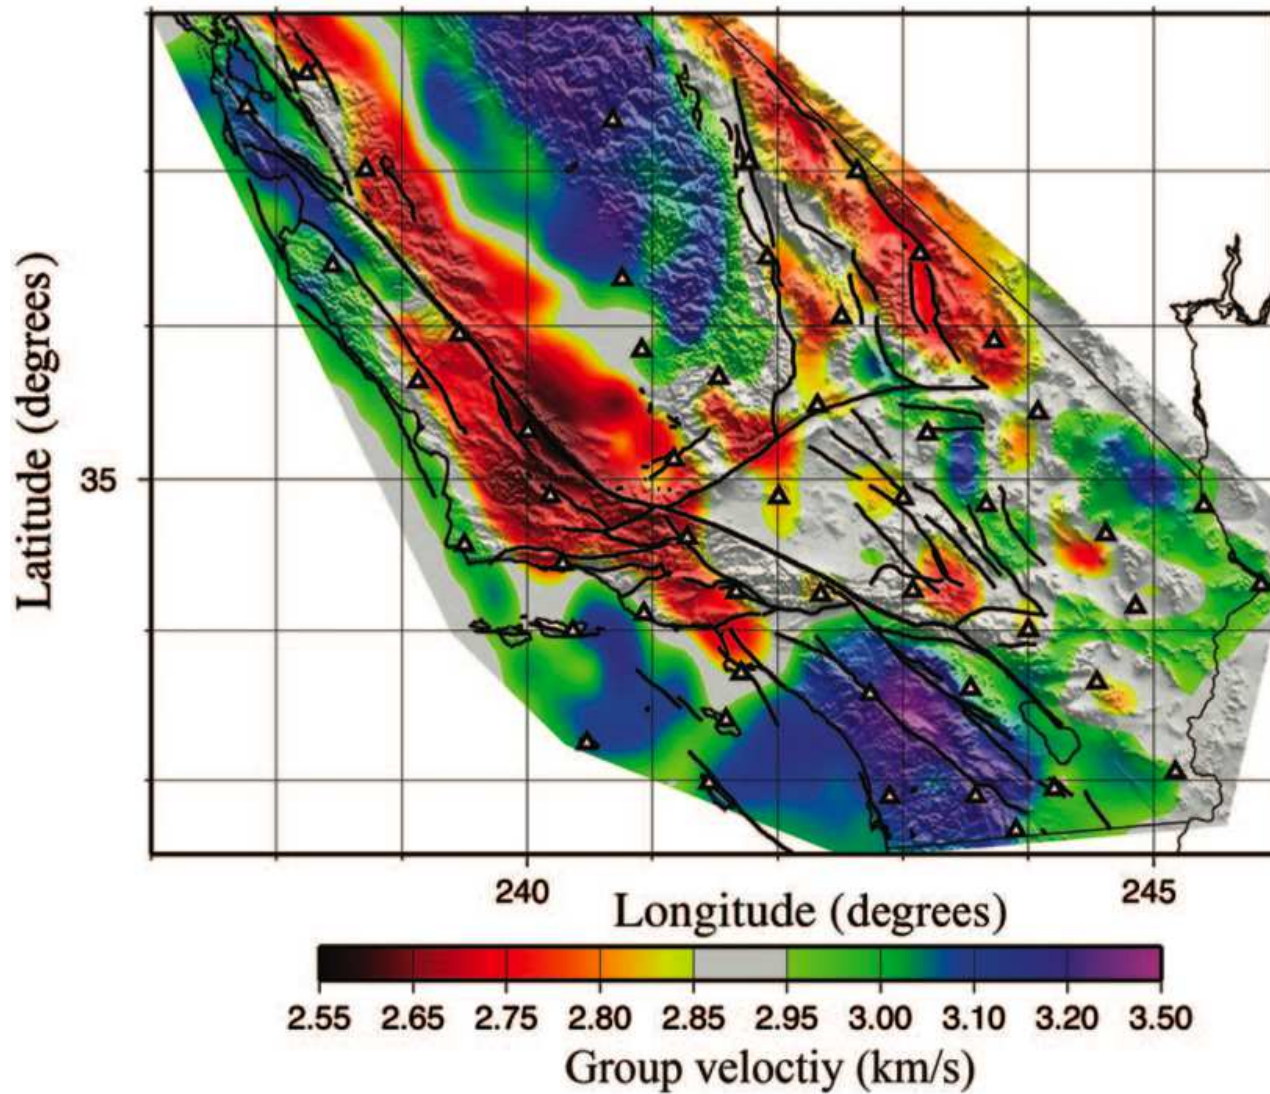 Latitude (degrees)
35
240
245
Longitude (degrees)
2.55 2.65 2.75 2.80 2.85 2.95 3.00 3.10 3.20 3.50
Group veloctiy (km/s)